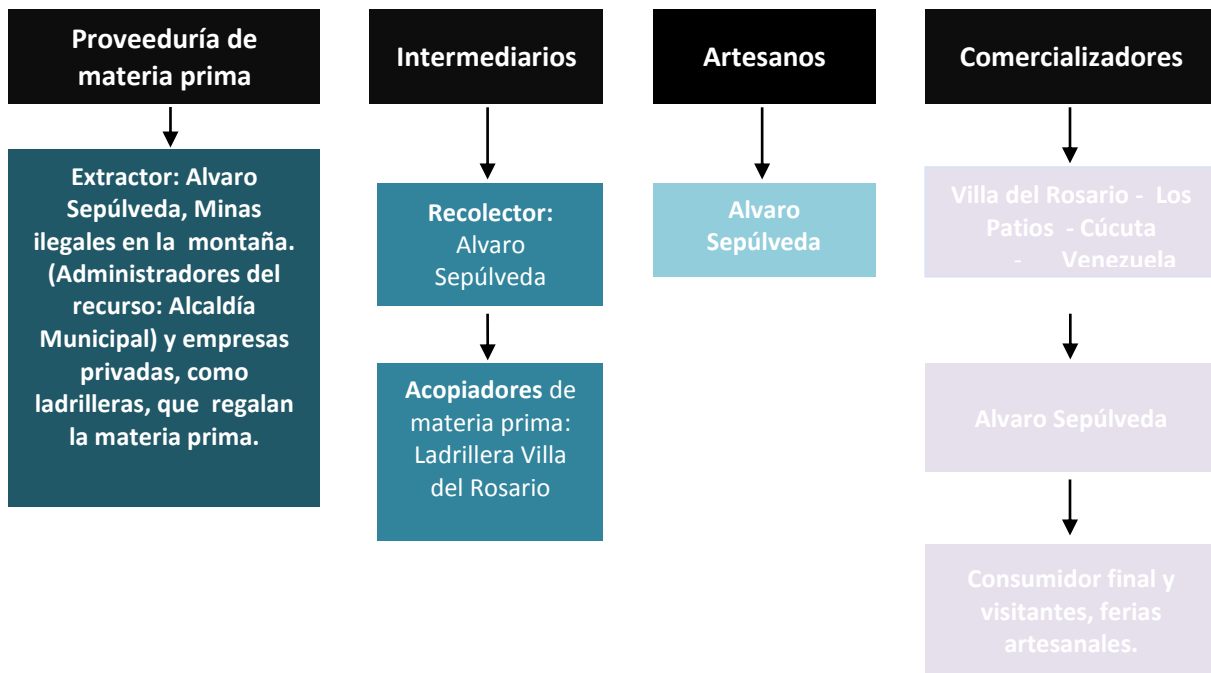 Proveeduría de
materia prima
Extractor: Alvaro
Sepúlveda, Minas
ilegales en la montaña.
(Administradores del
recurso: Alcaldía
Municipal) y empresas
privadas, como
ladrilleras, que regalan
la materia prima.
Intermediarios
Recolector:
Alvaro
Sepúlveda
Acopiadores de
materia prima:
Ladrillera Villa
del Rosario
Artesanos
Alvaro
Sepúlveda
Comercializadores
Villa del Rosario - Los
Patios - Cúcuta
- Venezuela
Alvaro Sepúlveda
Consumidor final y
visitantes, ferias
artesanales.